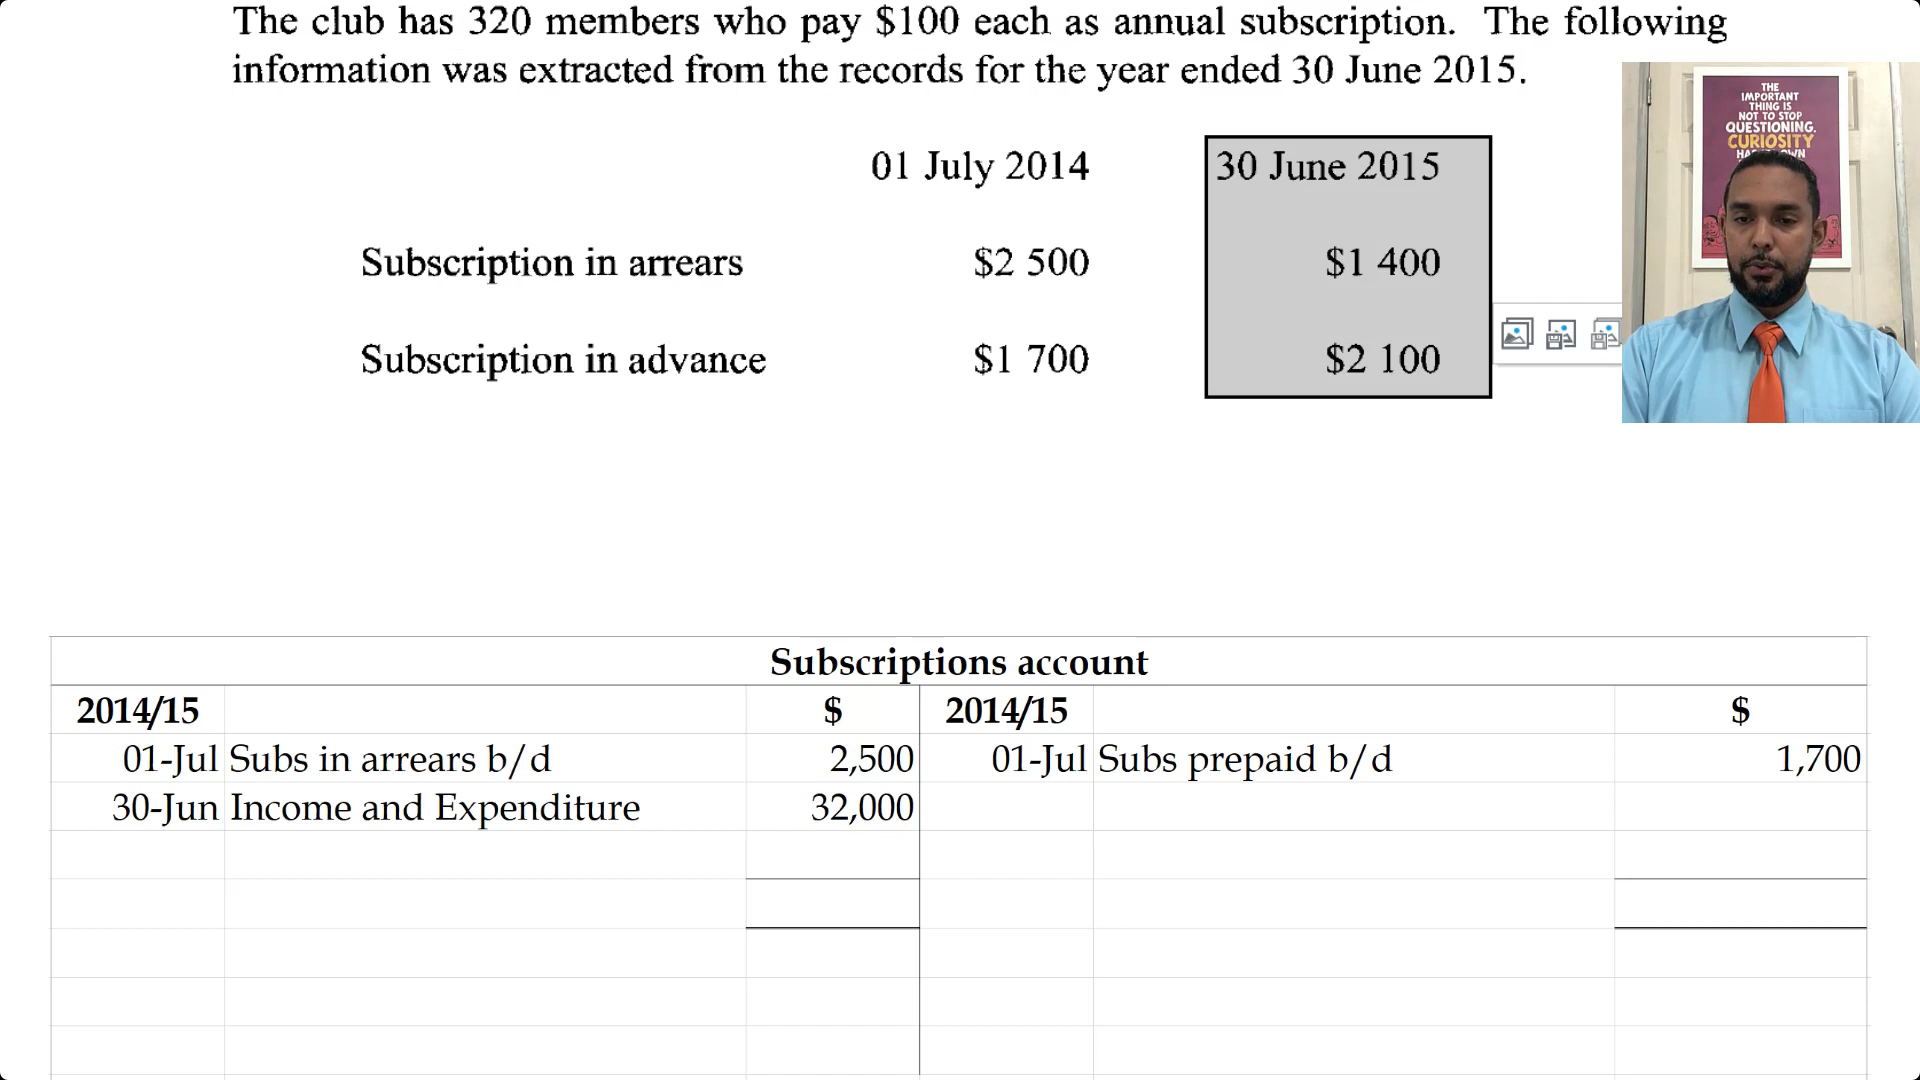 The club has 320 members who pay $100 each as annual subscription. The following
information was extracted from the records for the year ended 30 June 2015.
THE
IMPORTANT
THING IS
NOT TO STOP
QUESTIONING.
CURIOSITY
01 July 2014 30 June 2015
Subscription in arrears $2 500 $1 400
Subscription in advance $1 700 $2 100
Subscriptions account
2014/15 $ 2014/15 $
01-Jul Subs in arrears b/d 2,500 01-Jul Subs prepaid b/d 1,700
30-Jun Income and Expenditure 32,000